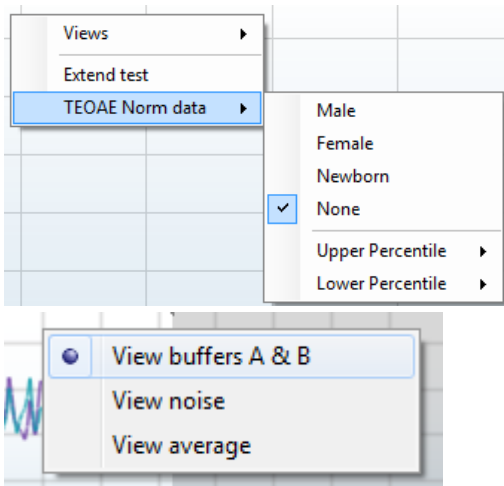 Views
Extend test
TEOAE Norm data
Male
Female
Newborn
None
Upper Percentile
Lower Percentile
View buffers A & B
View noise
View average